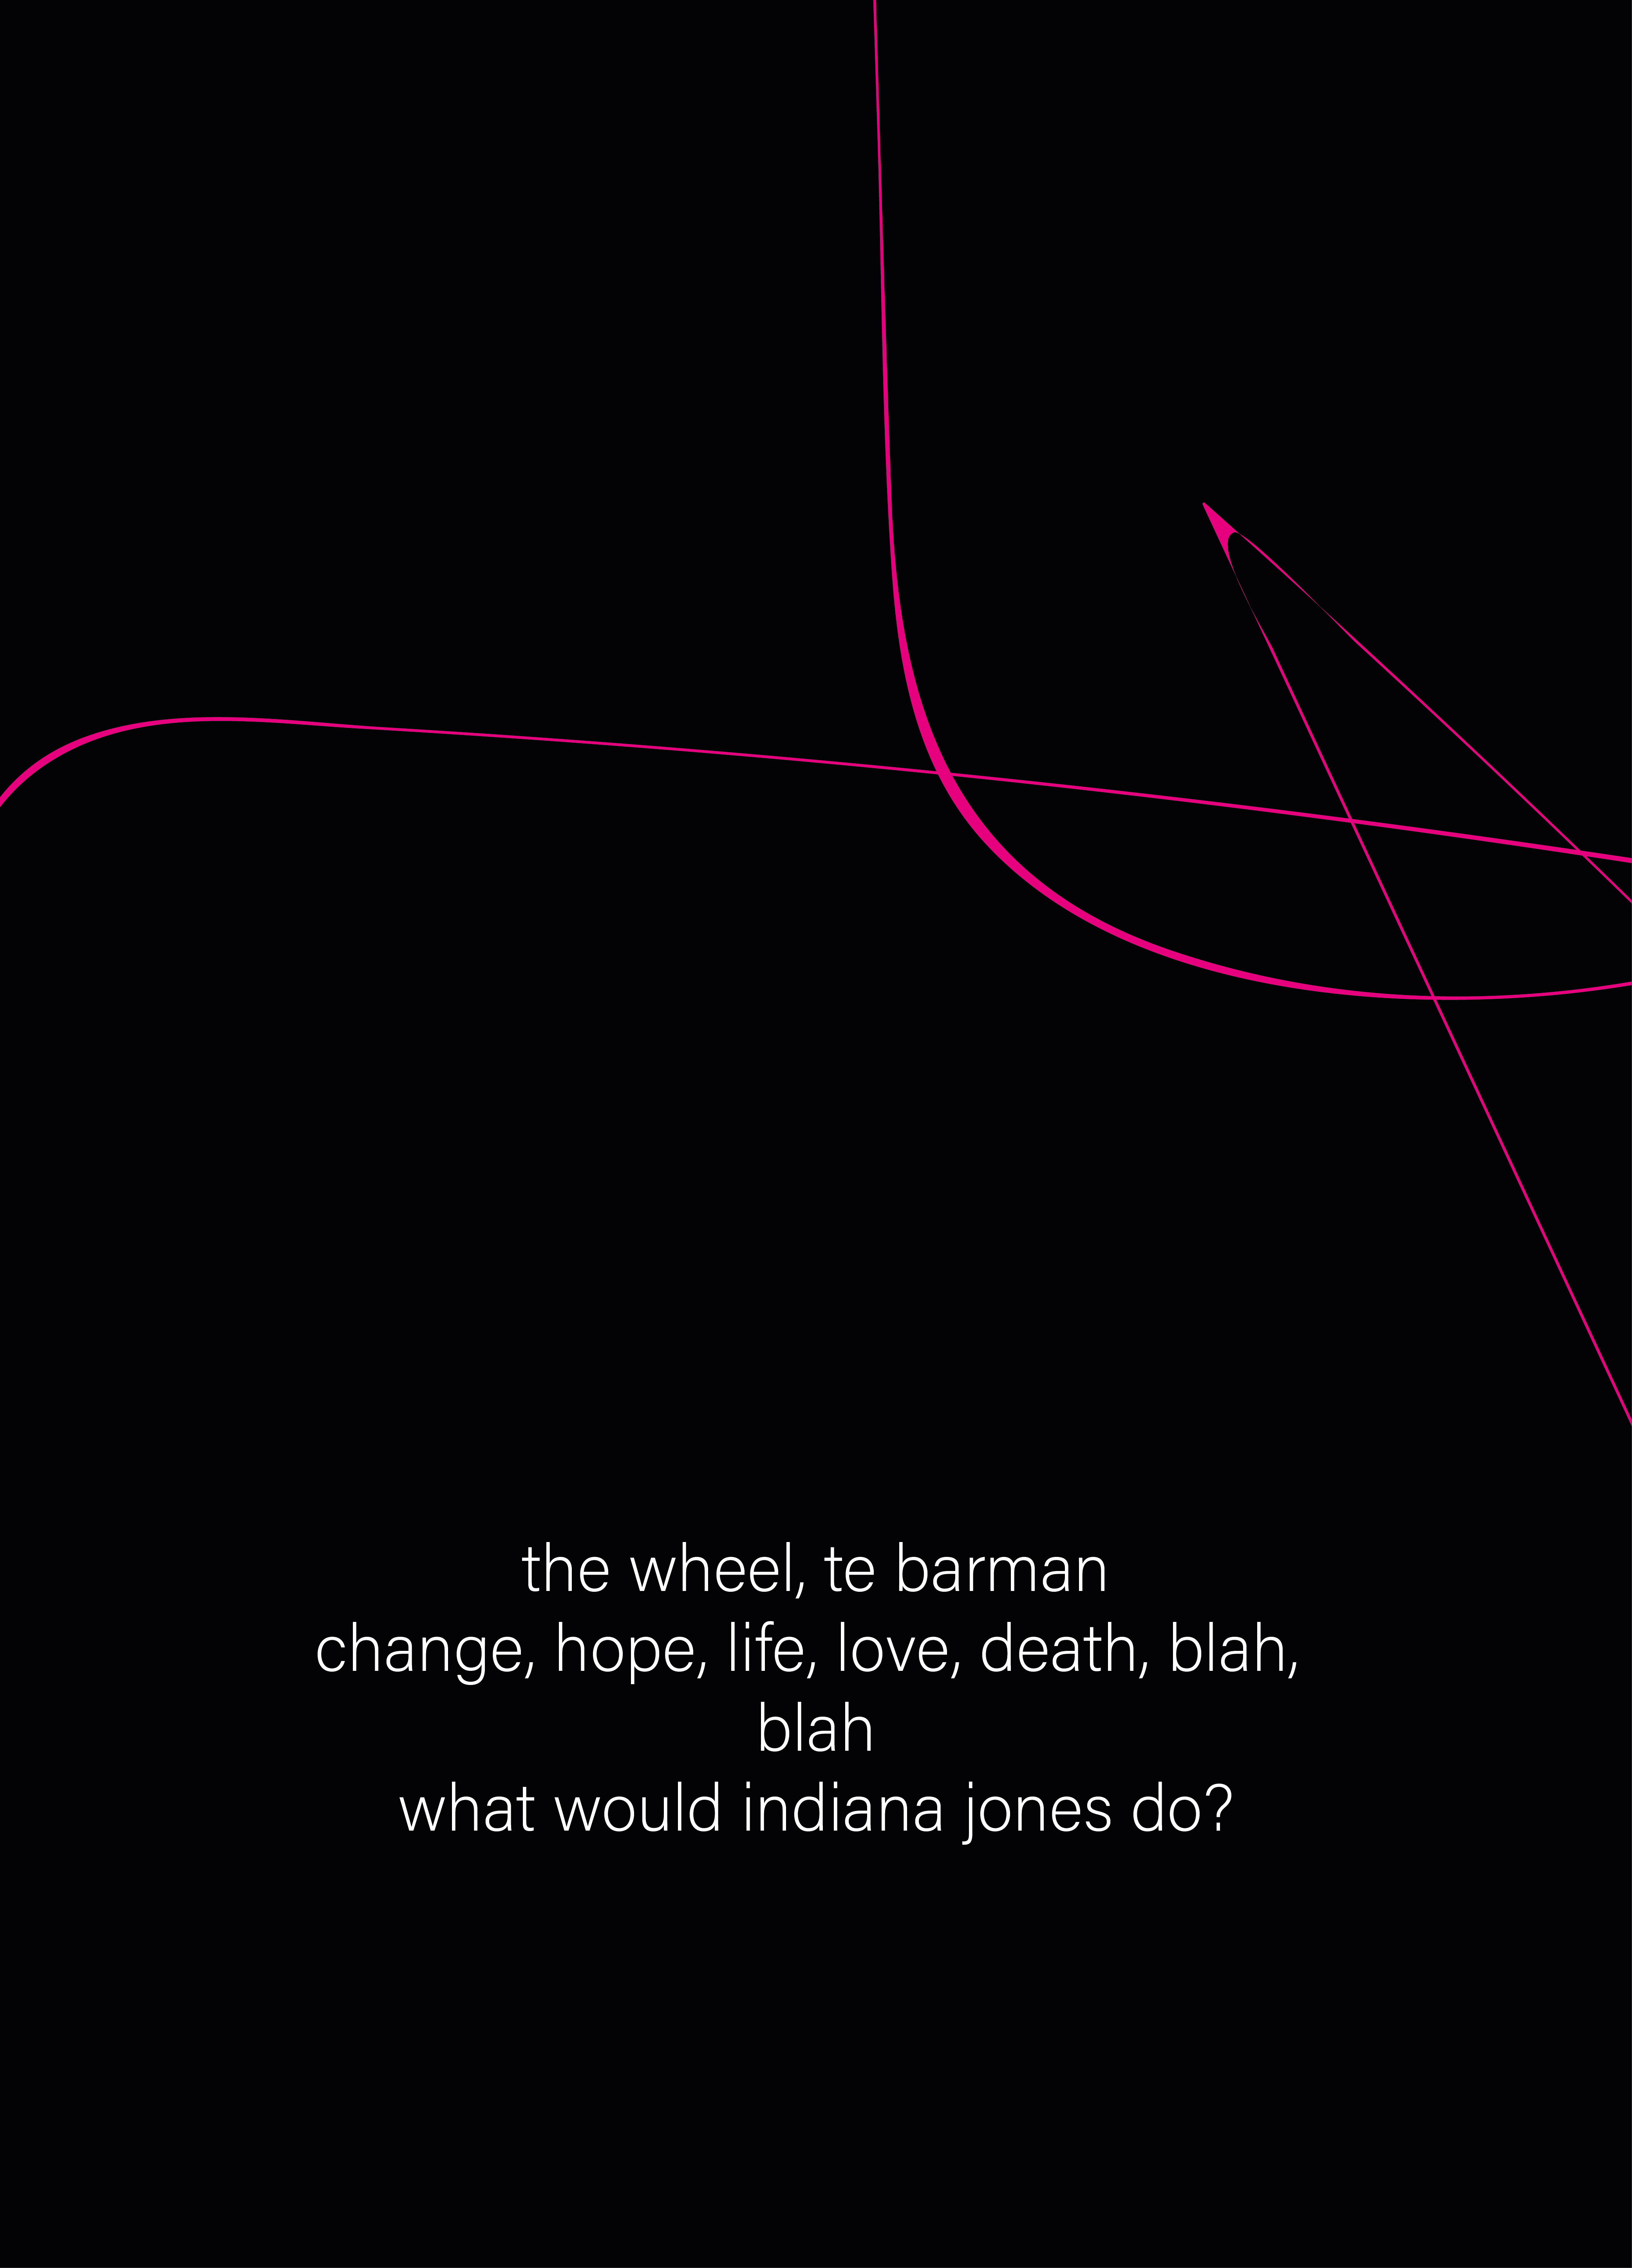 the wheel, te barman
change, hope, life, love, death, blah,
blah
what would indiana jones do?